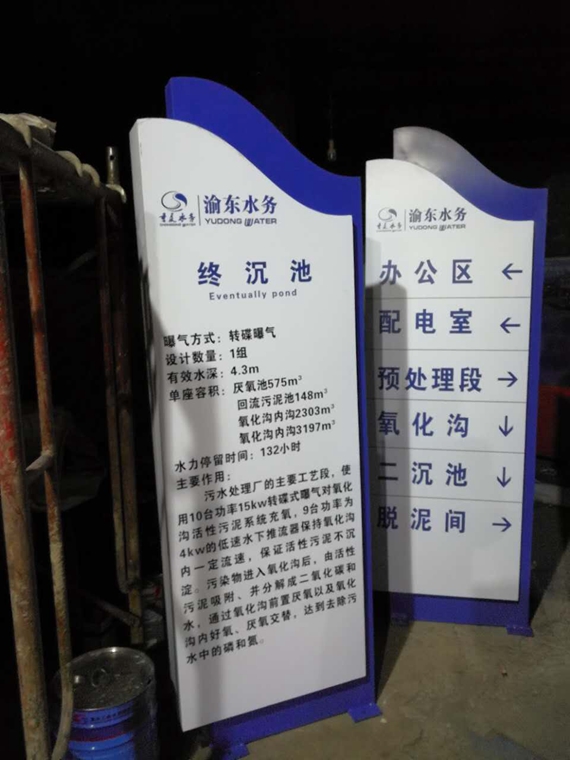 重庆水务
渝东水务
YUDONG WATER
终沉池
Eventually pond
曝气方式：转碟曝气
设计数量：1组
有效水深：4.3m
单座容积：厌氧池575m³
回流污泥池148m³
氧化沟内沟2303m³
氧化沟内沟3197m³
水力停留时间：132小时
主要作用：
污水处理厂的主要工艺段，使
用10台功率15kw转碟式曝气对氧化
沟活性污泥系统充氧，9台功率为
4kw的低速水下推流器保持氧化沟
内一定流速，保证活性污泥不沉
淀。污染物进入氧化沟后，由活性
污泥吸附、并分解成二氧化碳和
水，通过氧化沟前置厌氧以及氧化
沟内好氧、厌氧交替，达到去除污
水中的磷和氮。
重庆水务
渝东水务
YUDONG WATER
办公区 ←
配电室 ←
预处理段 →
氧化沟 ↓
二沉池 ↓
脱泥间 →